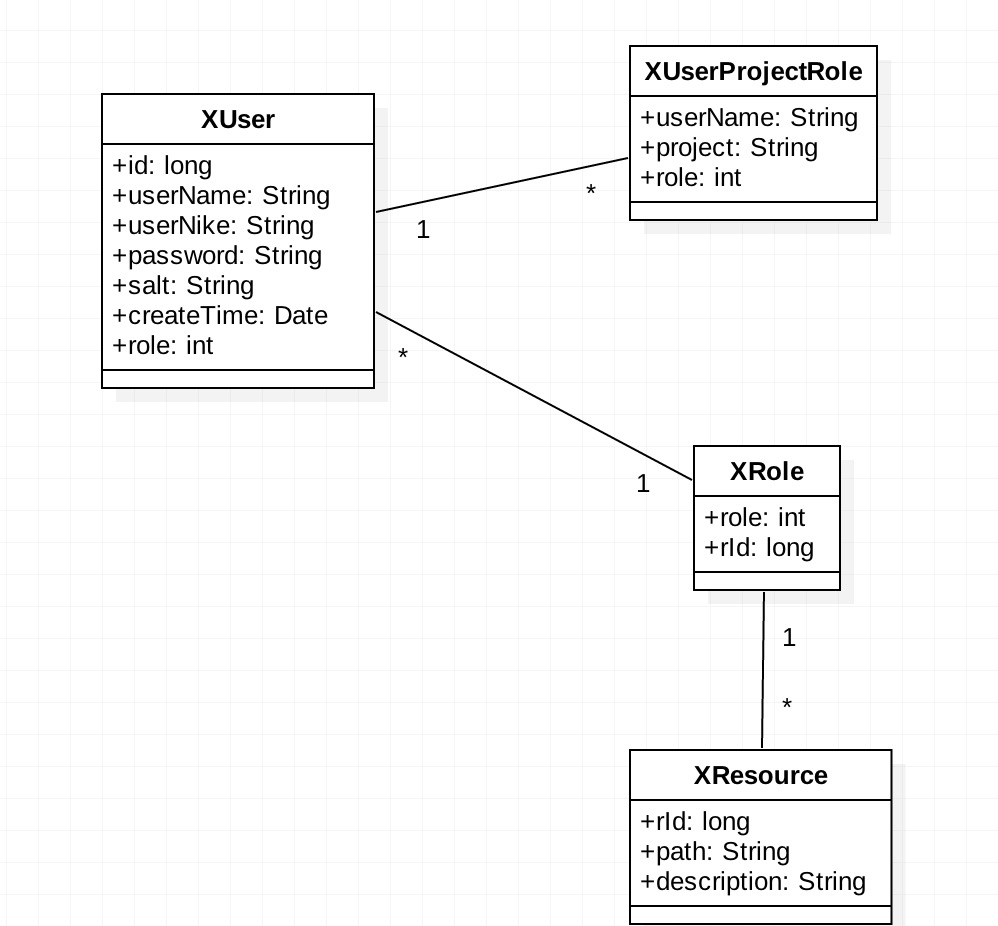 XUser
+id: long
+userName: String
+userNike: String
+password: String
+salt: String
+createTime: Date
+role: int
XUserProjectRole
+userName: String
+project: String
+role: int
1
*
*
1
XRole
+role: int
+rId: long
1
*
XResource
+rId: long
+path: String
+description: String